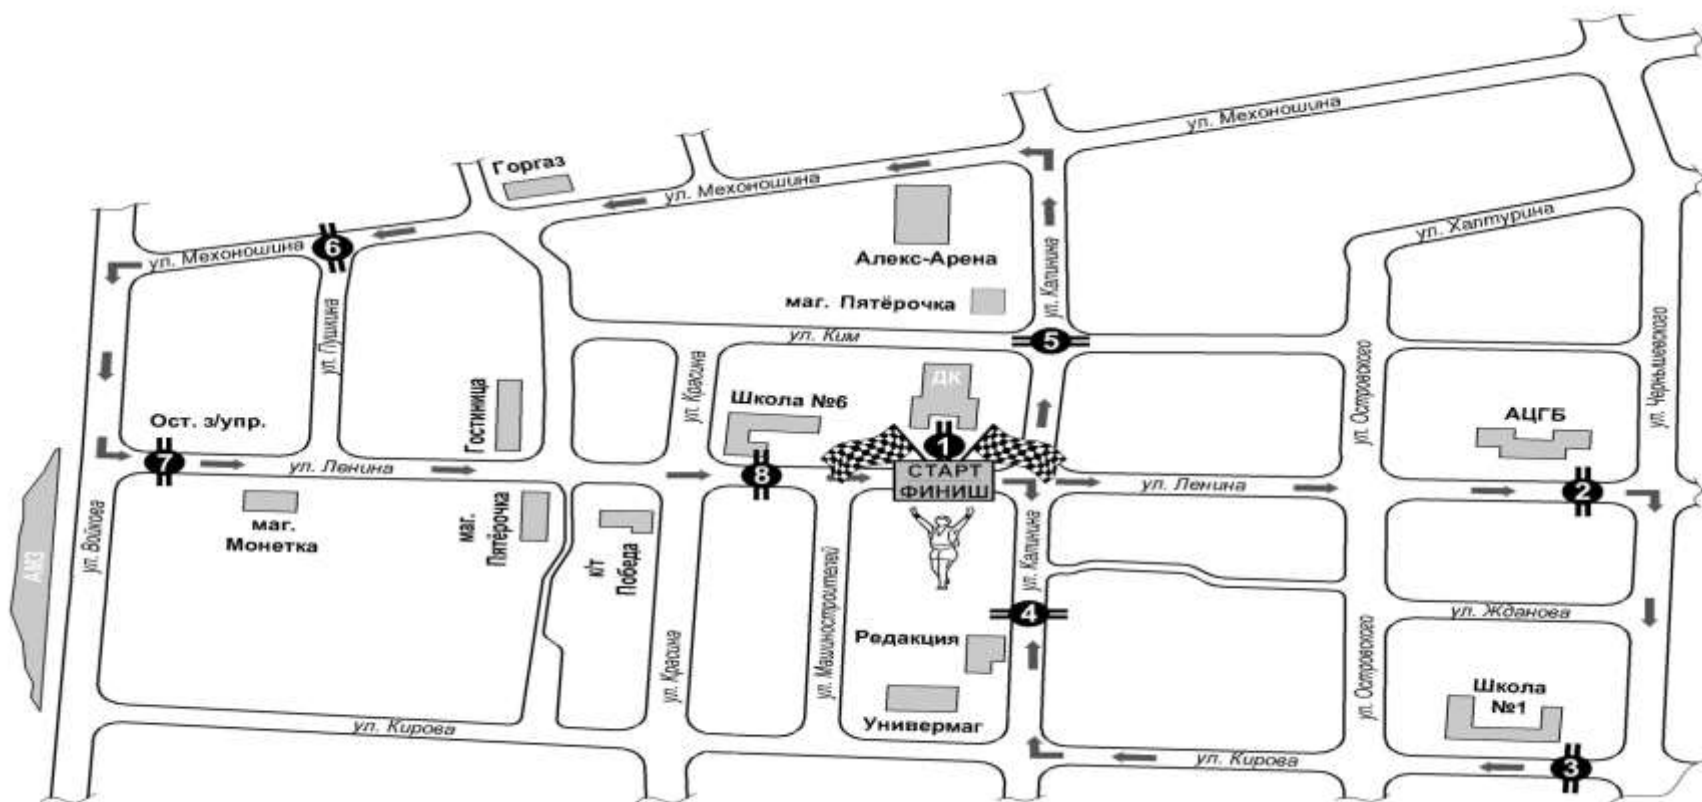 ул. Мехоношина
Горгаз
ул. Мехоношина
ул. Халтурина
6
ул. Мехоношина
Алекс-Арена
ул. Калинина
маг. Пятёрочка
ул. Пушкина
ул. Ким
5
ул. Красина
ул. Островского
ул. Чернышевского
ДК
Гостиница
Школа №6
Ост. з/упр.
АЦГБ
1
7
ул. Ленина
8
СТАРТ
ФИНИШ
ул. Ленина
2
маг.
Монетка
маг.
Пятёрочка
к/т
Победа
ул. Войкова
АМЗ
ул. Машиностроителей
ул. Калинина
4
ул. Жданова
Редакция
ул. Красина
ул. Островского
Школа
№1
Универмаг
ул. Кирова
ул. Кирова
3